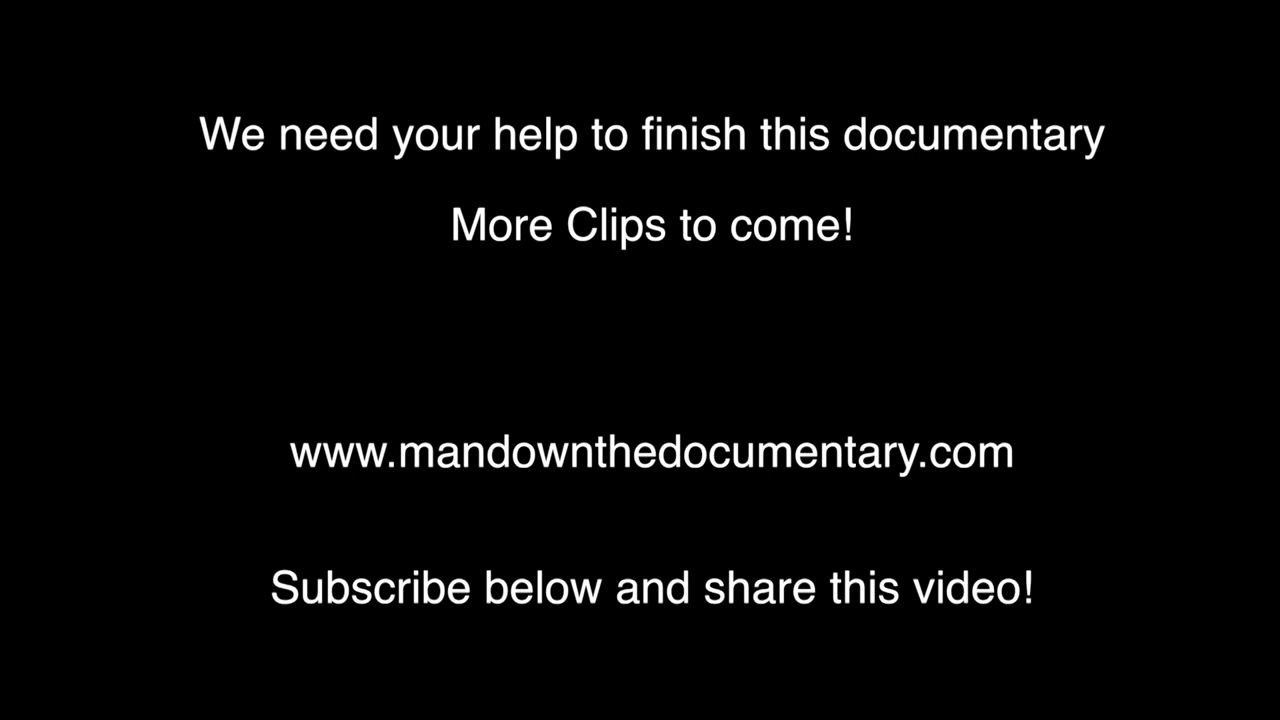 We need your help to finish this documentary
More Clips to come!
www.mandownthedocumentary.com
Subscribe below and share this video!